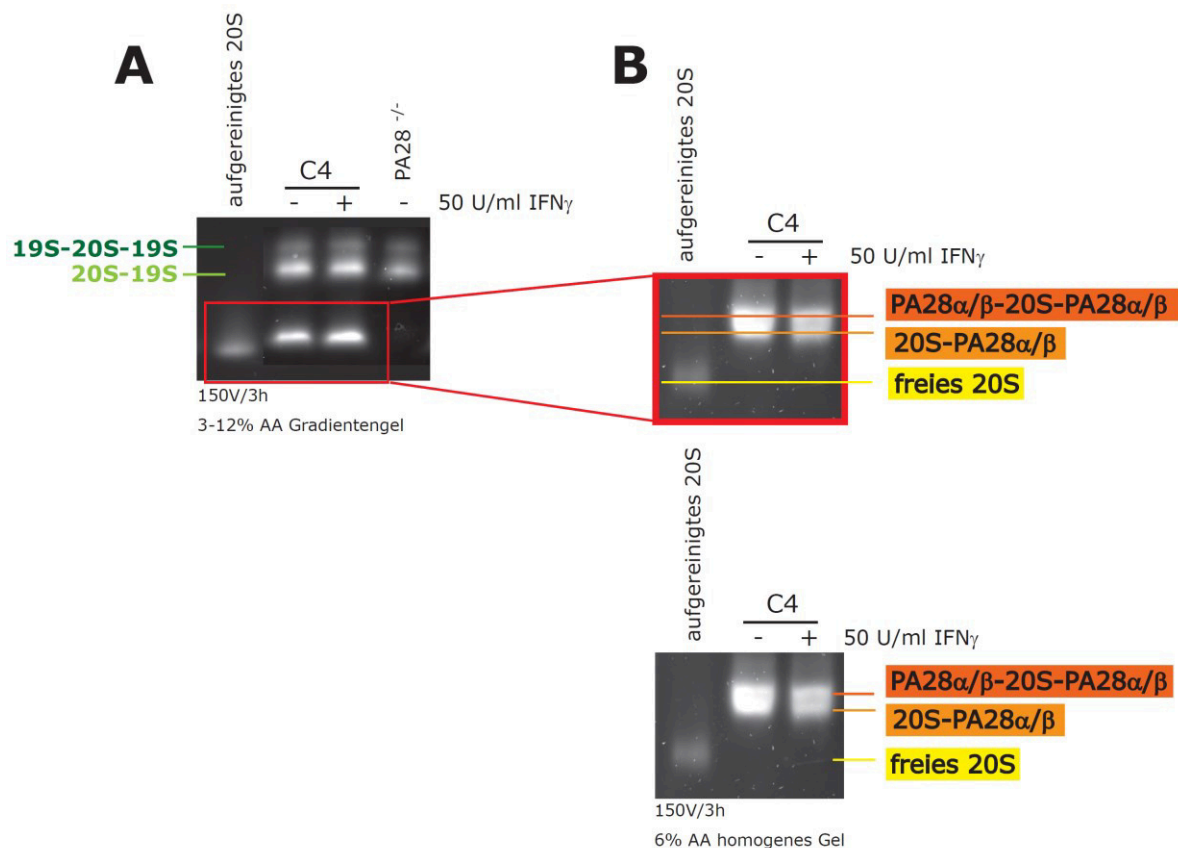 A
aufgereinigtes 20S
C4
PA28 -/-
- + - 50 U/ml IFNγ
19S-20S-19S
20S-19S
150V/3h
3-12% AA Gradientengel
B
aufgereinigtes 20S
C4
- + 50 U/ml IFNγ
PA28α/β-20S-PA28α/β
20S-PA28α/β
freies 20S
aufgereinigtes 20S
C4
- + 50 U/ml IFNγ
PA28α/β-20S-PA28α/β
20S-PA28α/β
freies 20S
150V/3h
6% AA homogenes Gel